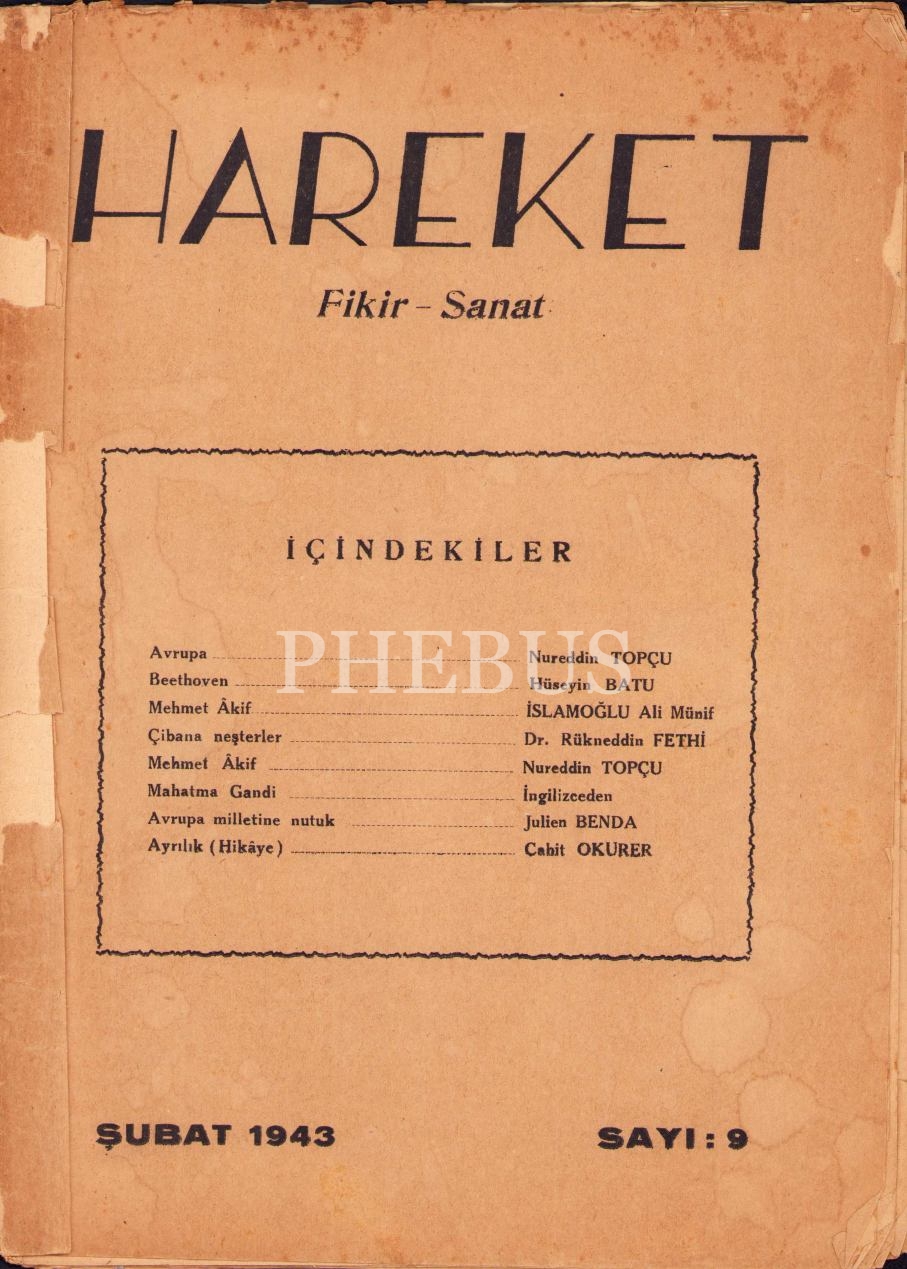 HAREKET
Fikir - Sanat
İÇİNDEKİLER
Avrupa Nureddin TOPÇU
Beethoven Hüseyin BATU
Mehmet Âkif İSLAMOĞLU Ali Münif
Çibana neşterler Dr. Rükneddin FETHİ
Mehmet Âkif Nureddin TOPÇU
Mahatma Gandi İngilizceden
Avrupa milletine nutuk Julien BENDA
Ayrılık (Hikâye) Cahit OKURER
PHEBUS
ŞUBAT 1943 SAYI: 9